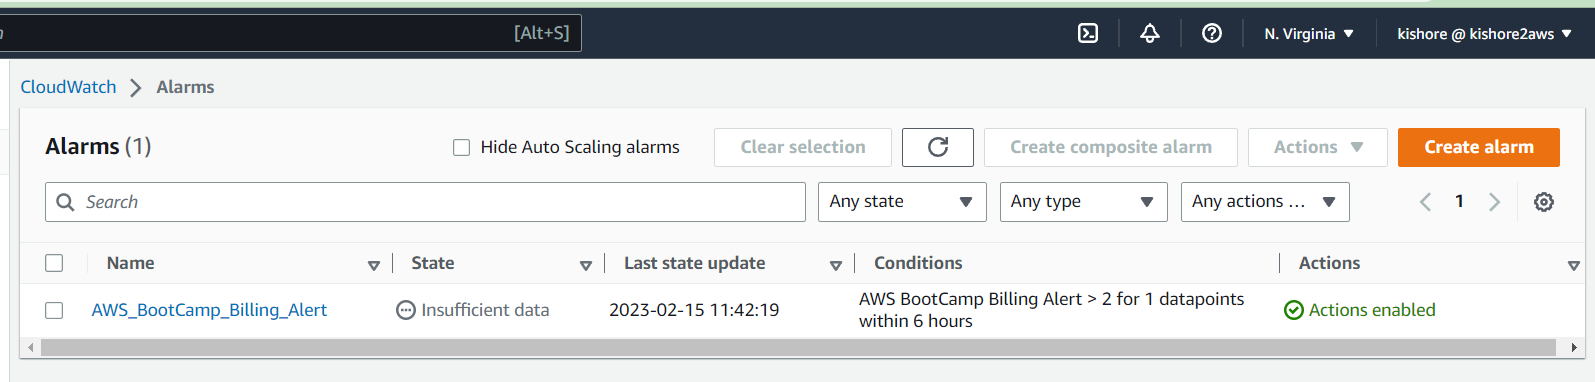 [Alt+S]
N. Virginia
kishore @ kishore2aws
CloudWatch
Alarms
Alarms (1)
Hide Auto Scaling alarms
Clear selection
Create composite alarm
Actions
Create alarm
Search
Any state
Any type
Any actions ...
1
Name
State
Last state update
Conditions
Actions
AWS_BootCamp_Billing_Alert
Insufficient data
2023-02-15 11:42:19
AWS BootCamp Billing Alert > 2 for 1 datapoints
within 6 hours
Actions enabled